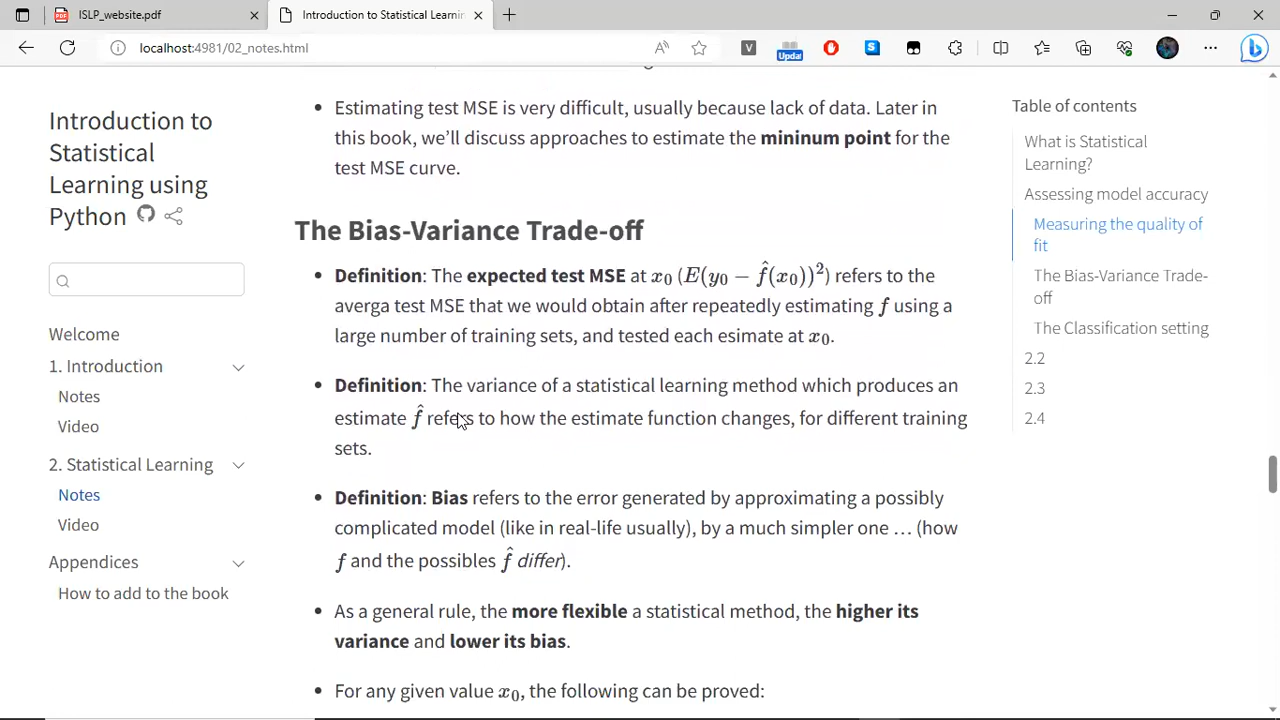 ISLP_website.pdf
Introduction to Statistical Learnin
localhost:4981/02_notes.html
Upda
Introduction to
Statistical
Learning using
Python
Welcome
1. Introduction
Notes
Video
2. Statistical Learning
Notes
Video
Appendices
How to add to the book
• Estimating test MSE is very difficult, usually because lack of data. Later in
this book, we'll discuss approaches to estimate the mininum point for the
test MSE curve.
The Bias-Variance Trade-off
• Definition: The expected test MSE at x₀ (E(y₀ − f̂(x₀))²) refers to the
averga test MSE that we would obtain after repeatedly estimating f using a
large number of training sets, and tested each esimate at x₀.
• Definition: The variance of a statistical learning method which produces an
estimate f̂ refers to how the estimate function changes, for different training
sets.
• Definition: Bias refers to the error generated by approximating a possibly
complicated model (like in real-life usually), by a much simpler one … (how
f and the possibles f̂ differ).
• As a general rule, the more flexible a statistical method, the higher its
variance and lower its bias.
• For any given value x₀, the following can be proved:
Table of contents
What is Statistical
Learning?
Assessing model accuracy
Measuring the quality of
fit
The Bias-Variance Trade-
off
The Classification setting
2.2
2.3
2.4